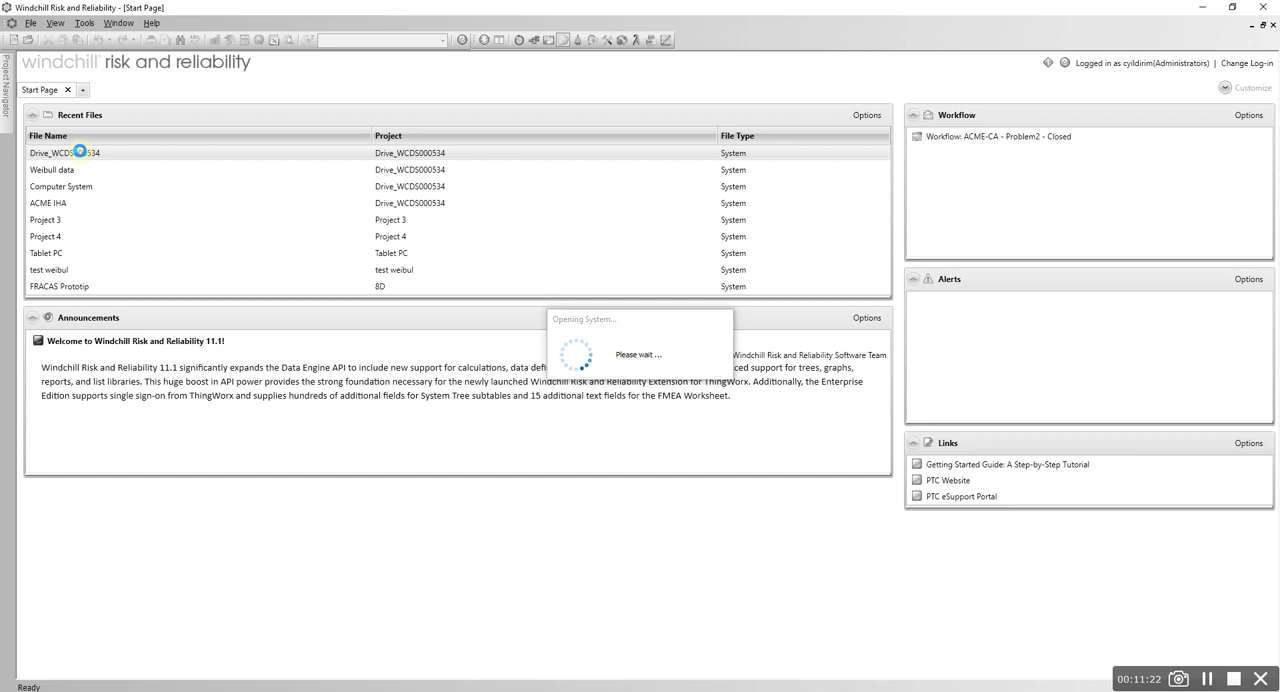 Windchill Risk and Reliability - [Start Page]
File View Tools Window Help
windchill risk and reliability
Logged in as cyildirim(Administrators) | Change Log-in
Project Navigator
Start Page
Customize
Recent Files Options
File Name Project File Type
Drive_WCDS000534 Drive_WCDS000534 System
Weibull data Drive_WCDS000534 System
Computer System Drive_WCDS000534 System
ACME IHA Drive_WCDS000534 System
Project 3 Project 3 System
Project 4 Project 4 System
Tablet PC Tablet PC System
test weibul test weibul System
FRACAS Prototip 8D System
Workflow Options
Workflow: ACME-CA - Problem2 - Closed
Alerts Options
Announcements Options
Welcome to Windchill Risk and Reliability 11.1!
Windchill Risk and Reliability Software Team
Windchill Risk and Reliability 11.1 significantly expands the Data Engine API to include new support for calculations, data defi ced support for trees, graphs,
reports, and list libraries. This huge boost in API power provides the strong foundation necessary for the newly launched Windchill Risk and Reliability Extension for ThingWorx. Additionally, the Enterprise
Edition supports single sign-on from ThingWorx and supplies hundreds of additional fields for System Tree subtables and 15 additional text fields for the FMEA Worksheet.
Opening System...
Please wait ...
Links Options
Getting Started Guide: A Step-by-Step Tutorial
PTC Website
PTC eSupport Portal
Ready
00:11:22